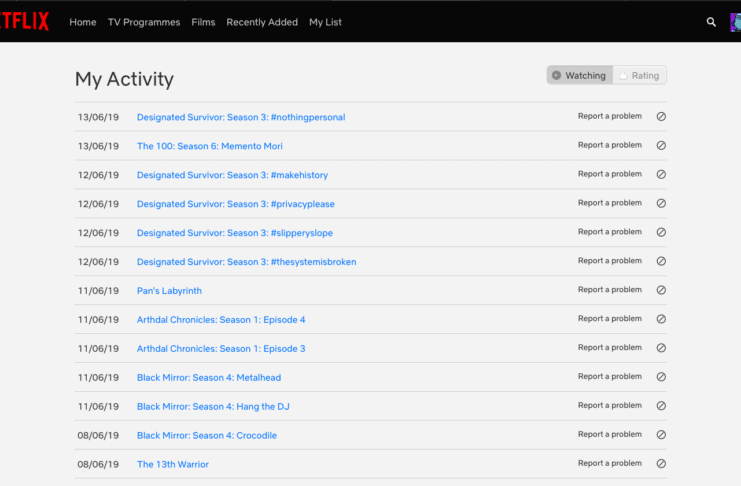 ETFLIX Home TV Programmes Films Recently Added My List
My Activity Watching Rating
13/06/19 Designated Survivor: Season 3: #nothingpersonal Report a problem
13/06/19 The 100: Season 6: Memento Mori Report a problem
12/06/19 Designated Survivor: Season 3: #makehistory Report a problem
12/06/19 Designated Survivor: Season 3: #privacyplease Report a problem
12/06/19 Designated Survivor: Season 3: #slipperyslope Report a problem
12/06/19 Designated Survivor: Season 3: #thesystemisbroken Report a problem
11/06/19 Pan's Labyrinth Report a problem
11/06/19 Arthdal Chronicles: Season 1: Episode 4 Report a problem
11/06/19 Arthdal Chronicles: Season 1: Episode 3 Report a problem
11/06/19 Black Mirror: Season 4: Metalhead Report a problem
11/06/19 Black Mirror: Season 4: Hang the DJ Report a problem
08/06/19 Black Mirror: Season 4: Crocodile Report a problem
08/06/19 The 13th Warrior Report a problem